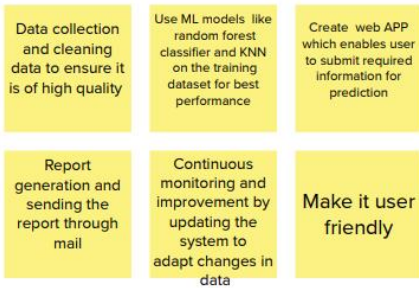 Data collection
and cleaning
data to ensure it
is of high quality
Use ML models like
random forest
classifier and KNN
on the training
dataset for best
performance
Create web APP
which enables user
to submit required
information for
prediction
Report
generation and
sending the
report through
mail
Continuous
monitoring and
improvement by
updating the
system to
adapt changes in
data
Make it user
friendly